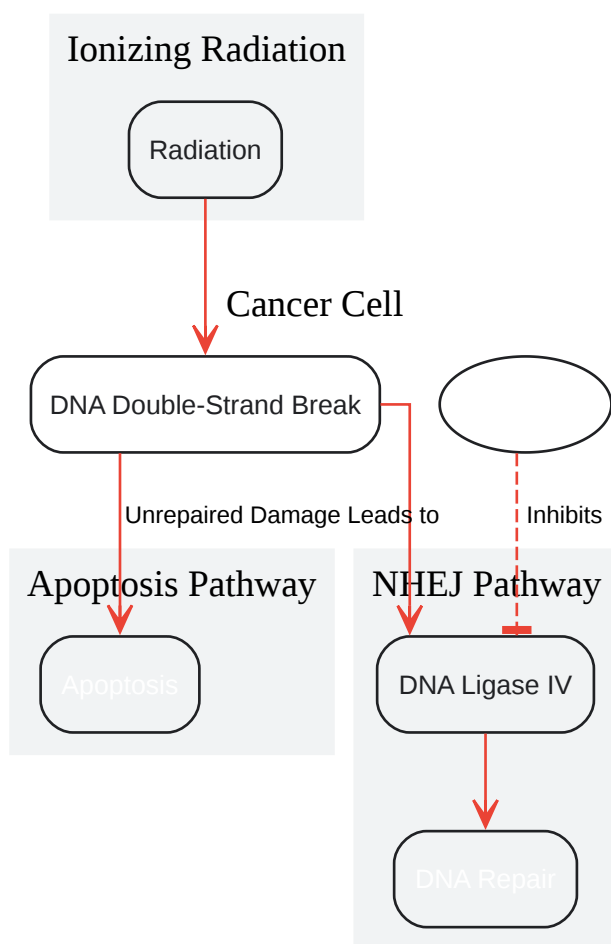 Ionizing Radiation
Radiation
Cancer Cell
DNA Double-Strand Break
Unrepaired Damage Leads to
Inhibits
Apoptosis Pathway
NHEJ Pathway
Apoptosis
DNA Ligase IV
DNA Repair